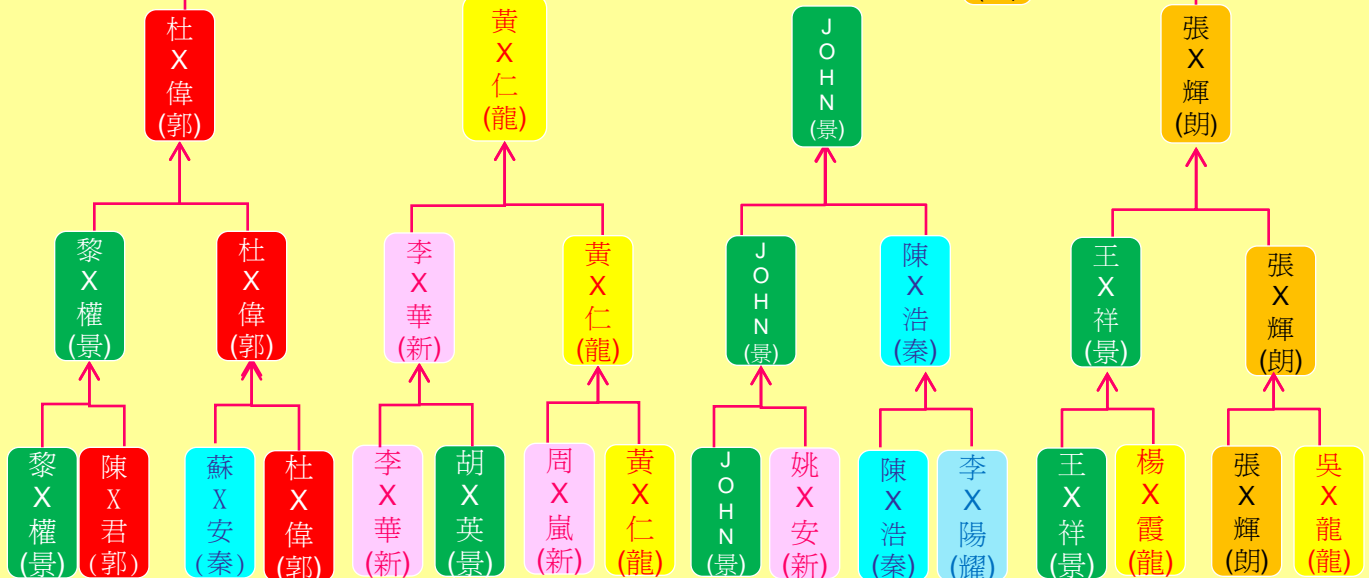 杜X偉(郭)
黃X仁(龍)
JOHN(景)
張X輝(朗)
黎X權(景)
杜X偉(郭)
李X華(新)
黃X仁(龍)
JOHN(景)
陳X浩(秦)
王X祥(景)
張X輝(朗)
黎X權(景)
陳X君(郭)
蘇X安(秦)
杜X偉(郭)
李X華(新)
胡X英(景)
周X嵐(新)
黃X仁(龍)
JOHN(景)
姚X安(新)
陳X浩(秦)
李X陽(耀)
王X祥(景)
楊X霞(龍)
張X輝(朗)
吳X龍(龍)